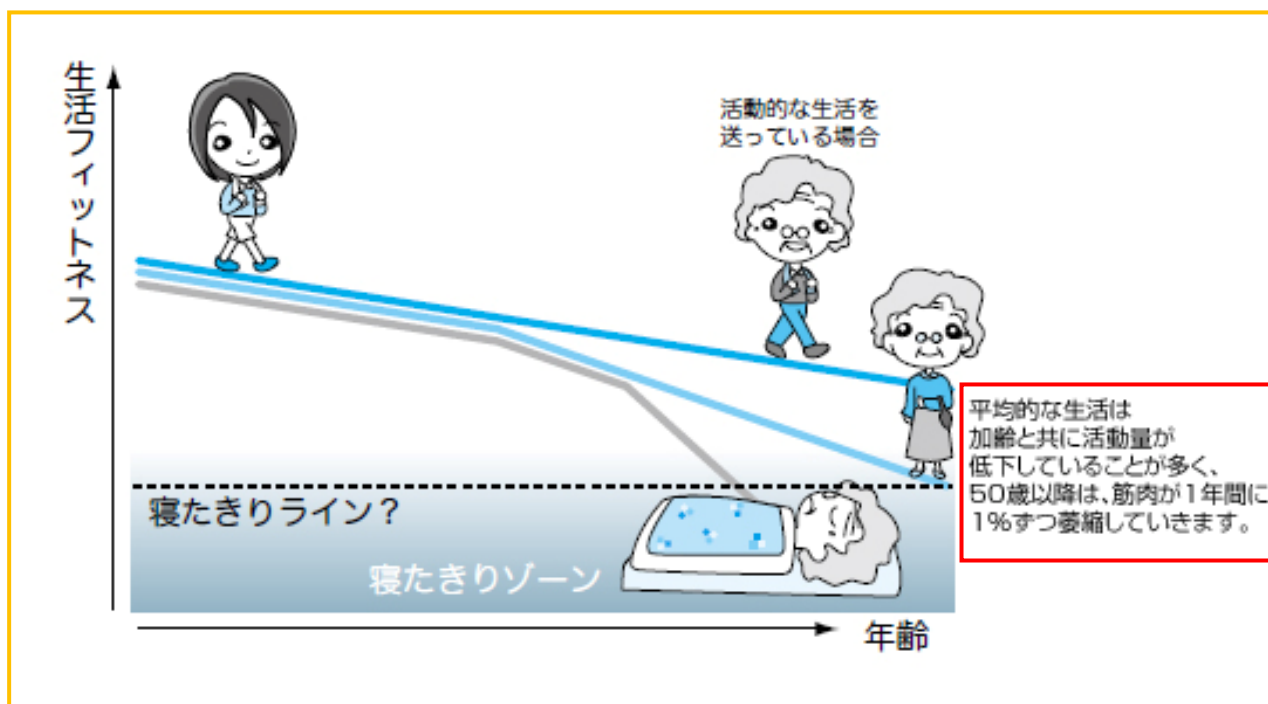 生活フィットネス
活動的な生活を
送っている場合
平均的な生活は
加齢と共に活動量が
低下していることが多く、
50歳以降は、筋肉が1年間に
1%ずつ萎縮していきます。
寝たきりライン？
寝たきりゾーン
年齢